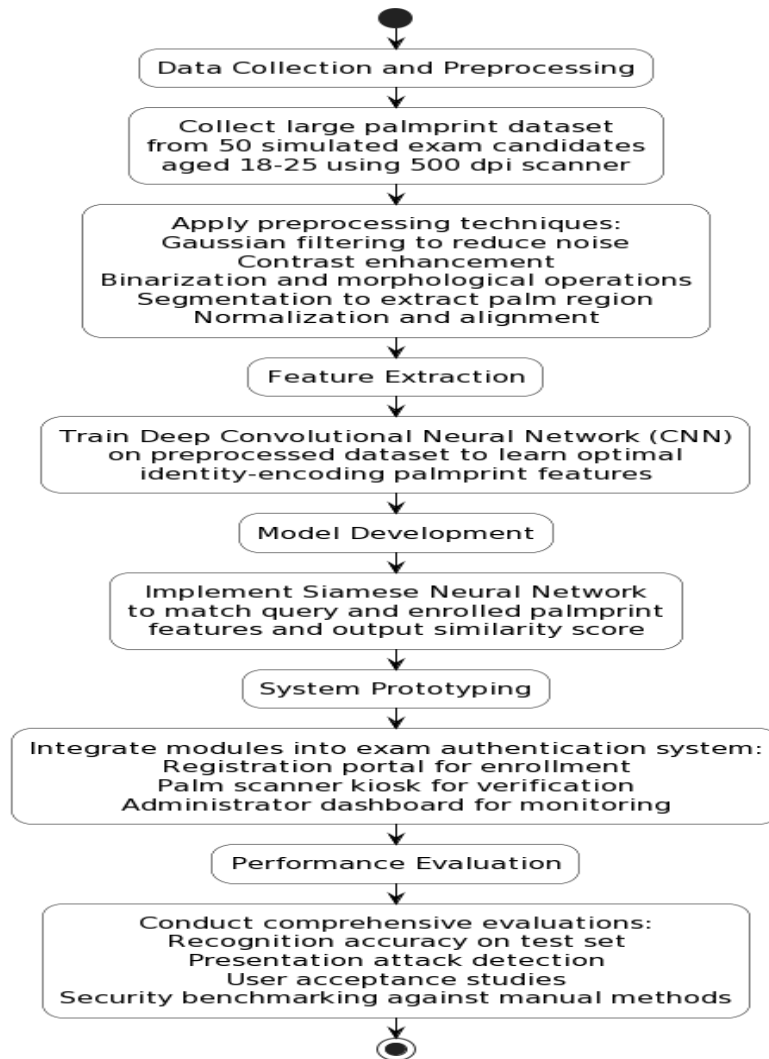 Data Collection and Preprocessing
Collect large palmprint dataset
from 50 simulated exam candidates
aged 18-25 using 500 dpi scanner
Apply preprocessing techniques:
Gaussian filtering to reduce noise
Contrast enhancement
Binarization and morphological operations
Segmentation to extract palm region
Normalization and alignment
Feature Extraction
Train Deep Convolutional Neural Network (CNN)
on preprocessed dataset to learn optimal
identity-encoding palmprint features
Model Development
Implement Siamese Neural Network
to match query and enrolled palmprint
features and output similarity score
System Prototyping
Integrate modules into exam authentication system:
Registration portal for enrollment
Palm scanner kiosk for verification
Administrator dashboard for monitoring
Performance Evaluation
Conduct comprehensive evaluations:
Recognition accuracy on test set
Presentation attack detection
User acceptance studies
Security benchmarking against manual methods